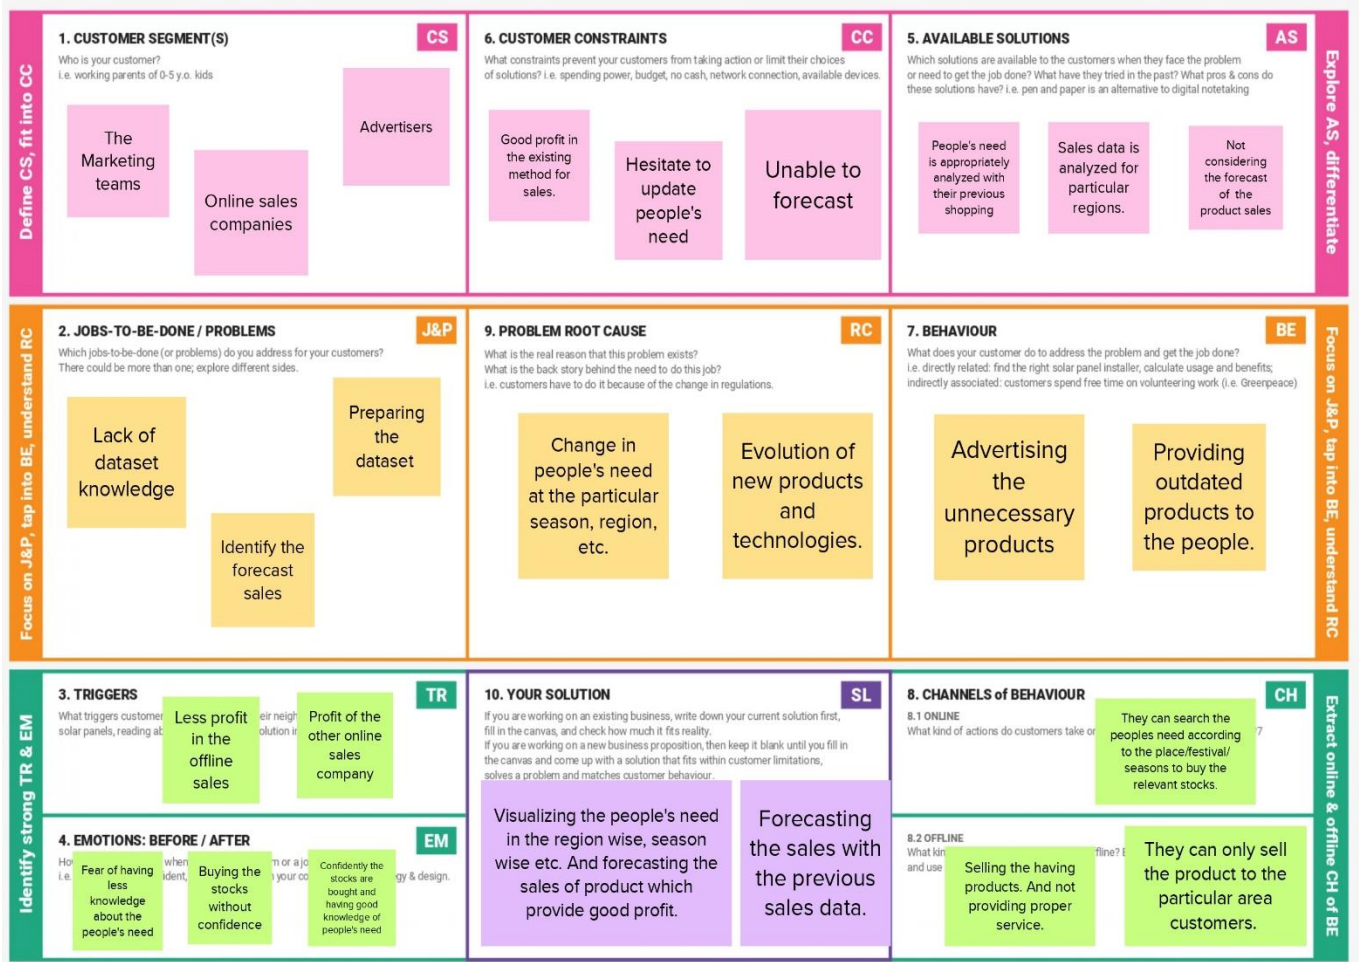 Define CS, fit into CC
1. CUSTOMER SEGMENT(S)
CS
Who is your customer?
i.e. working parents of 0-5 y.o. kids
The
Marketing
teams
Online sales
companies
Advertisers
6. CUSTOMER CONSTRAINTS
CC
What constraints prevent your customers from taking action or limit their choices
of solutions? i.e. spending power, budget, no cash, network connection, available devices.
Good profit in
the existing
method for
sales.
Hesitate to
update
people's
need
Unable to
forecast
5. AVAILABLE SOLUTIONS
AS
Which solutions are available to the customers when they face the problem
or need to get the job done? What have they tried in the past? What pros & cons do
these solutions have? i.e. pen and paper is an alternative to digital notetaking
People's need
is appropriately
analyzed with
their previous
shopping
Sales data is
analyzed for
particular
regions.
Not
considering
the forecast
of the
product sales
Explore AS, differentiate
Focus on J&P, tap into BE, understand RC
2. JOBS-TO-BE-DONE / PROBLEMS
J&P
Which jobs-to-be-done (or problems) do you address for your customers?
There could be more than one; explore different sides.
Lack of
dataset
knowledge
Identify the
forecast
sales
Preparing
the
dataset
9. PROBLEM ROOT CAUSE
RC
What is the real reason that this problem exists?
What is the back story behind the need to do this job?
i.e. customers have to do it because of the change in regulations.
Change in
people's need
at the particular
season, region,
etc.
Evolution of
new products
and
technologies.
7. BEHAVIOUR
BE
What does your customer do to address the problem and get the job done?
i.e. directly related: find the right solar panel installer, calculate usage and benefits;
indirectly associated: customers spend free time on volunteering work (i.e. Greenpeace)
Advertising
the
unnecessary
products
Providing
outdated
products to
the people.
Focus on J&P, tap into BE, understand RC
Identify strong TR & EM
3. TRIGGERS
TR
What triggers customer
solar panels, reading
Less profit
in the
offline
sales
Profit of the
other online
sales
company
4. EMOTIONS: BEFORE / AFTER
EM
when
i.e.
& design.
Fear of having
less
knowledge
about the
people's need
Buying the
stocks
without
confidence
Confidently the
stocks are
bought and
having good
knowledge of
people's need
10. YOUR SOLUTION
SL
If you are working on an existing business, write down your current solution first,
fill in the canvas, and check how much it fits reality.
If you are working on a new business proposition, then keep it blank until you fill in
the canvas and come up with a solution that fits within customer limitations,
solves a problem and matches customer behaviour.
Visualizing the people's need
in the region wise, season
wise etc. And forecasting the
sales of product which
provide good profit.
Forecasting
the sales with
the previous
sales data.
8. CHANNELS of BEHAVIOUR
CH
8.1 ONLINE
What kind of actions do customers take
They can search the
peoples need according
to the place/festival/
seasons to buy the
relevant stocks.
8.2 OFFLINE
What
and use
Selling the having
products. And not
providing proper
service.
They can only sell
the product to the
particular area
customers.
Extract online & offline CH of BE